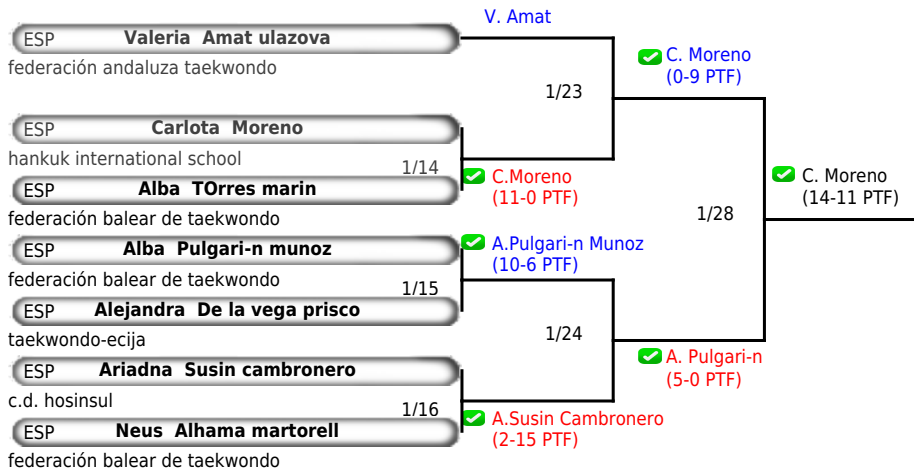 V. Amat
ESP Valeria Amat ulazova
federación andaluza taekwondo
C. Moreno
(0-9 PTF)
1/23
ESP Carlota Moreno
hankuk international school
1/14
C.Moreno
(11-0 PTF)
ESP Alba TOrres marin
federación balear de taekwondo
C. Moreno
(14-11 PTF)
1/28
ESP Alba Pulgari-n munoz
federación balear de taekwondo
A.Pulgari-n Munoz
(10-6 PTF)
1/15
ESP Alejandra De la vega prisco
taekwondo-ecija
1/24
A. Pulgari-n
(5-0 PTF)
ESP Ariadna Susin cambronero
c.d. hosinsul
1/16
A.Susin Cambronero
(2-15 PTF)
ESP Neus Alhama martorell
federación balear de taekwondo